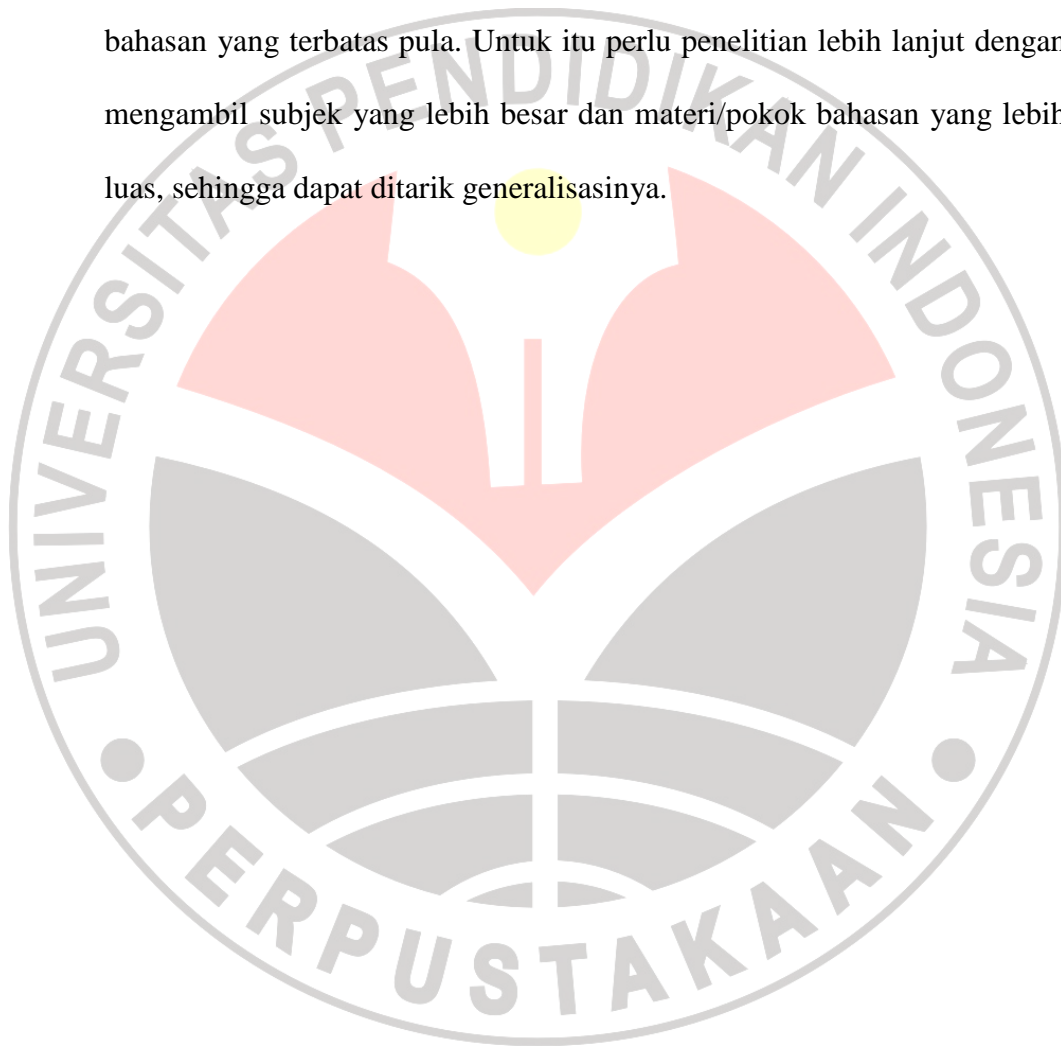 bahasan yang terbatas pula. Untuk itu perlu penelitian lebih lanjut dengan
mengambil subjek yang lebih besar dan materi/pokok bahasan yang lebih
luas, sehingga dapat ditarik generalisasinya.
UNIVERSITAS PENDIDIKAN INDONESIA
PERPUSTAKAAN